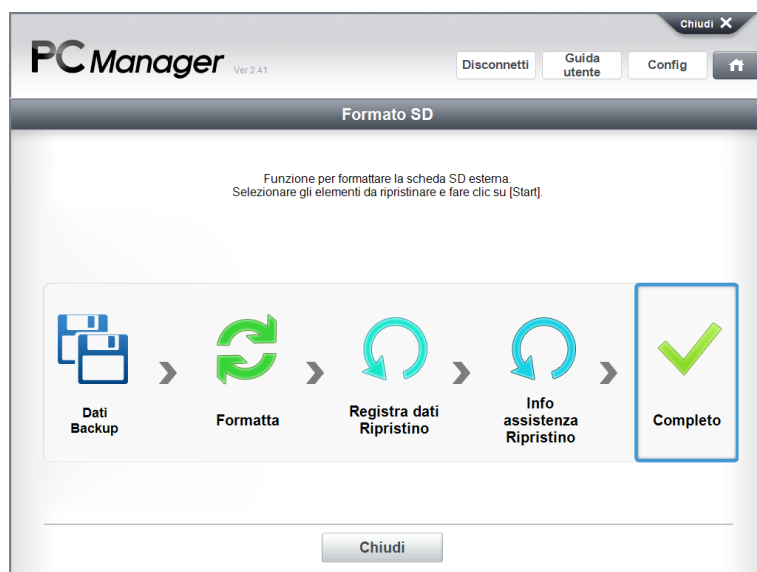 Chiudi X
PC Manager Ver 2.41
Disconnetti
Guida
utente
Config
Formato SD
Funzione per formattare la scheda SD esterna.
Selezionare gli elementi da ripristinare e fare clic su [Start].
Dati
Backup
Formatta
Registra dati
Ripristino
Info
assistenza
Ripristino
Completo
Chiudi